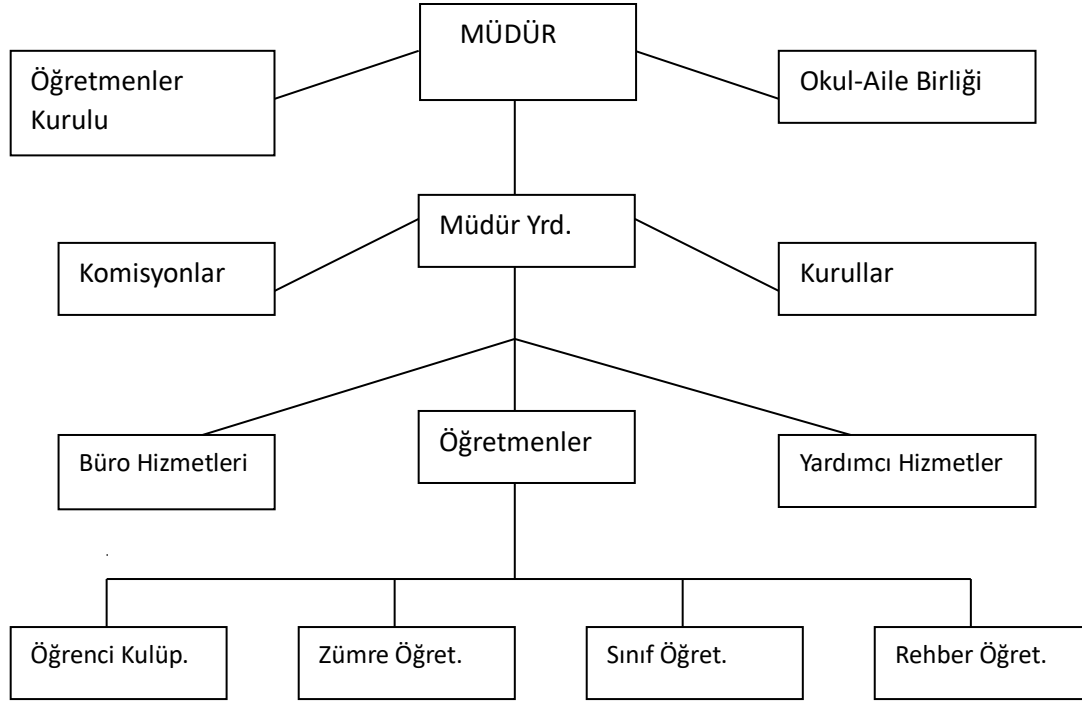 MÜDÜR
Öğretmenler
Kurulu
Okul-Aile Birliği
Müdür Yrd.
Komisyonlar
Kurullar
Büro Hizmetleri
Öğretmenler
Yardımcı Hizmetler
Öğrenci Kulüp.
Zümre Öğret.
Sınıf Öğret.
Rehber Öğret.